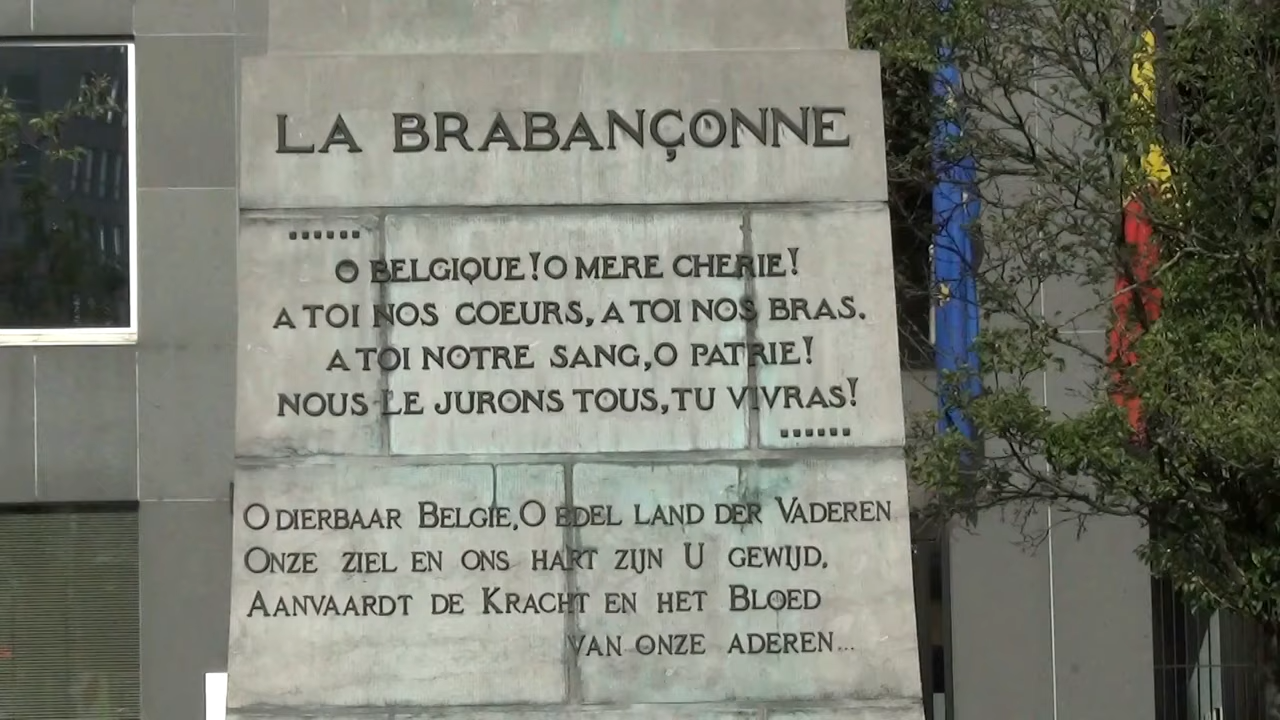 LA BRABANÇONNE
......
O BELGIQUE! O MERE CHERIE!
A TOI NOS COEURS, A TOI NOS BRAS.
A TOI NOTRE SANG, O PATRIE!
NOUS LE JURONS TOUS, TU VIVRAS!
......
O DIERBAAR BELGIE, O EDEL LAND DER VADEREN
ONZE ZIEL EN ONS HART ZIJN U GEWIJD.
AANVAARDT DE KRACHT EN HET BLOED
VAN ONZE ADEREN...